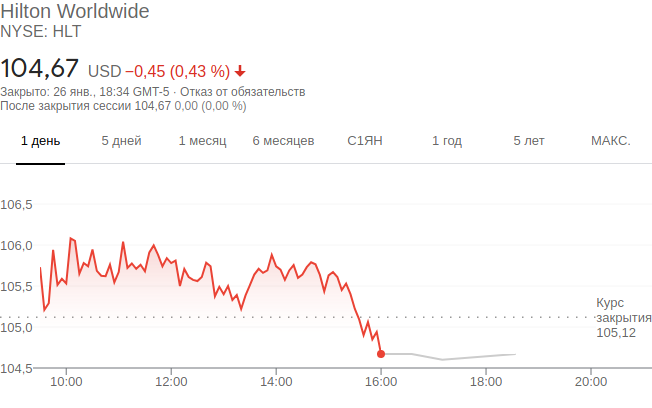 Hilton Worldwide
NYSE: HLT
104,67 USD −0,45 (0,43 %)
Закрыто: 26 янв., 18:34 GMT-5 · Отказ от обязательств
После закрытия сессии 104,67 0,00 (0,00 %)
1 день 5 дней 1 месяц 6 месяцев С1ЯН 1 год 5 лет МАКС.
106,5
106,0
105,5
Курс
закрытия
105,12
105,0
104,5
10:00 12:00 14:00 16:00 18:00 20:00